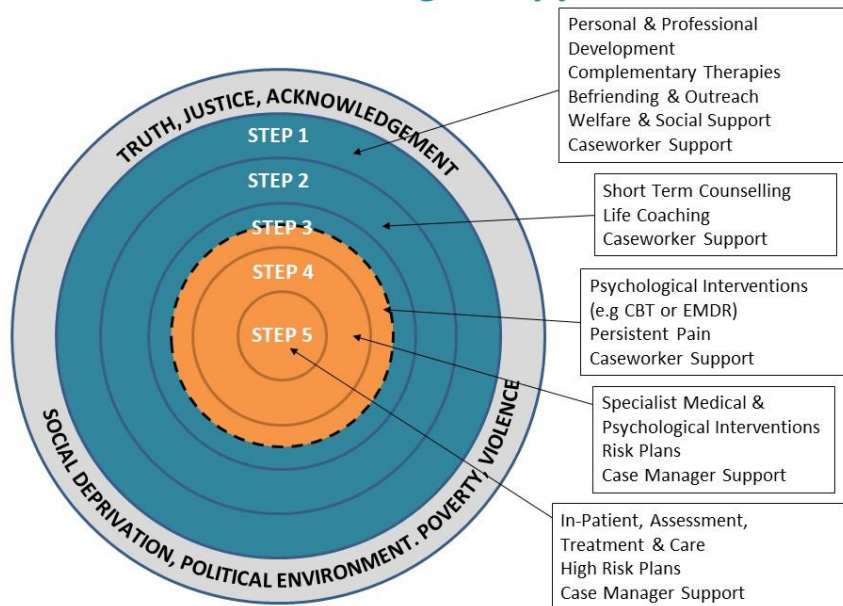 TRUTH, JUSTICE, ACKNOWLEDGEMENT
STEP 1
STEP 2
STEP 3
STEP 4
STEP 5
SOCIAL DEPRIVATION, POLITICAL ENVIRONMENT. POVERTY, VIOLENCE
Personal & Professional
Development
Complementary Therapies
Befriending & Outreach
Welfare & Social Support
Caseworker Support
Short Term Counselling
Life Coaching
Caseworker Support
Psychological Interventions
(e.g CBT or EMDR)
Persistent Pain
Caseworker Support
Specialist Medical &
Psychological Interventions
Risk Plans
Case Manager Support
In-Patient, Assessment,
Treatment & Care
High Risk Plans
Case Manager Support